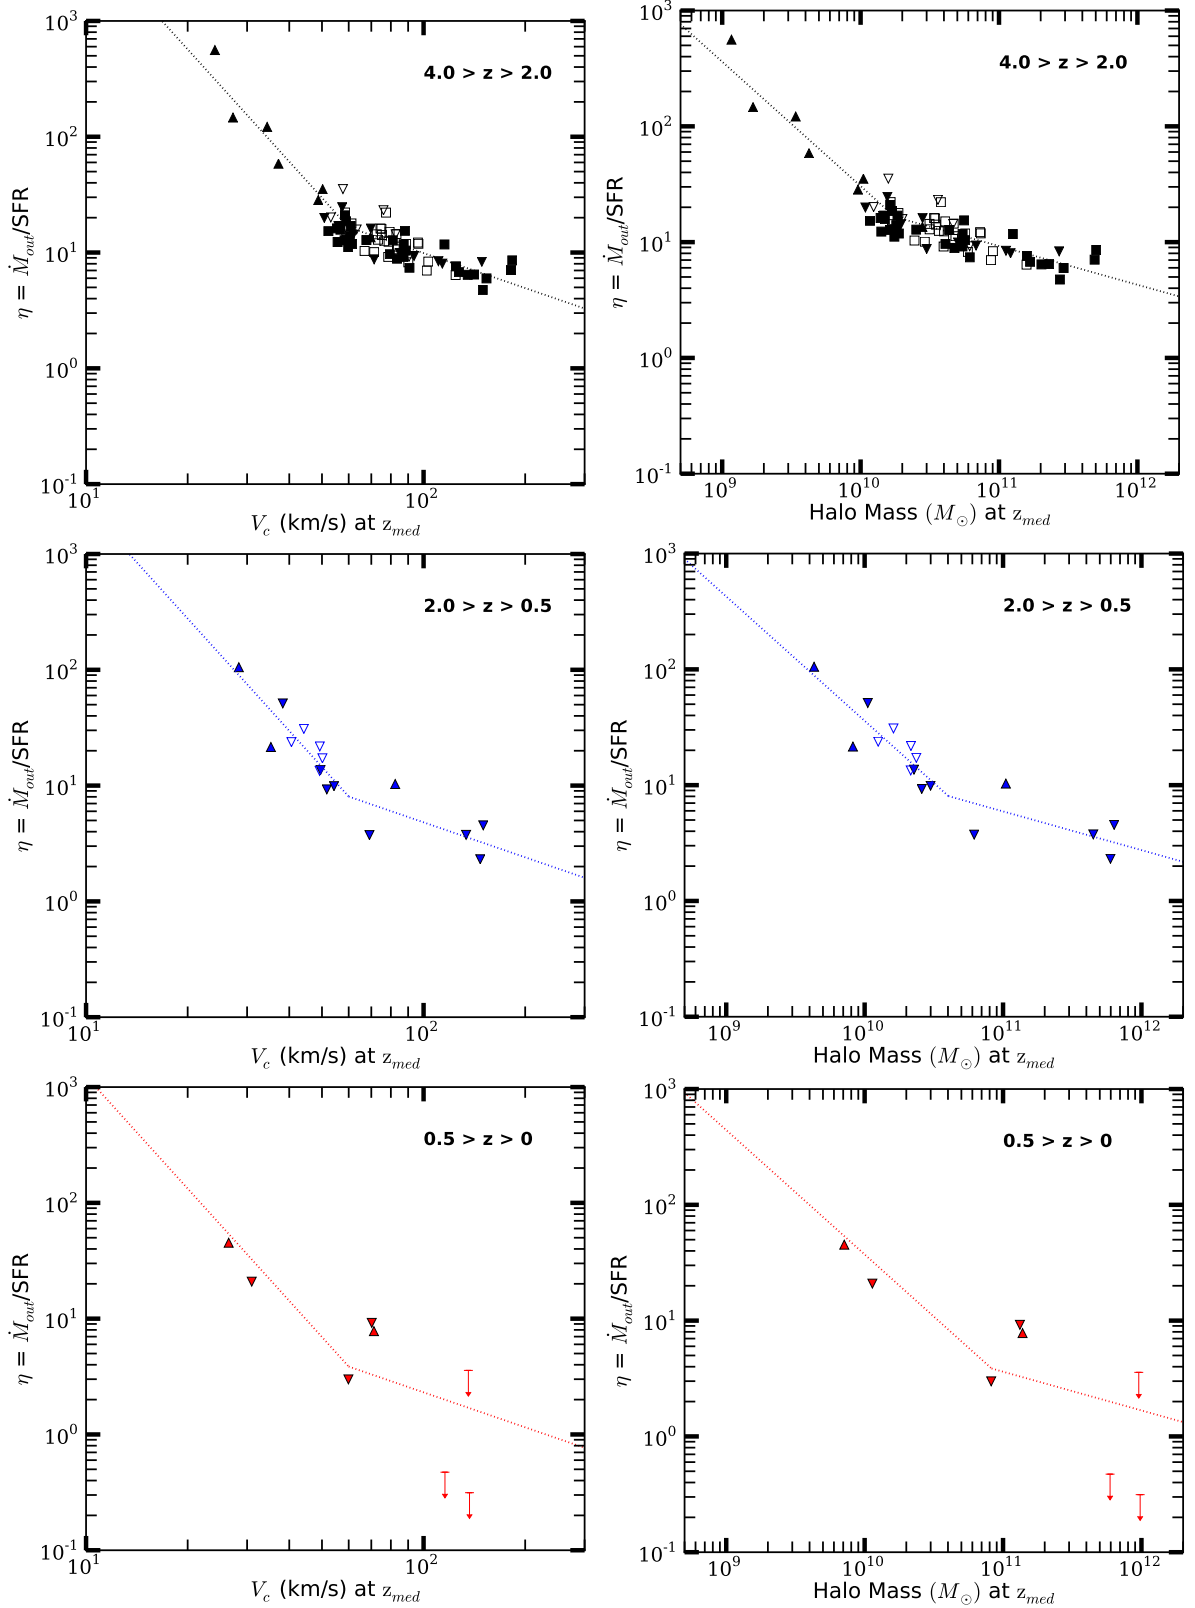 10³
10²
10¹
10⁰
10⁻¹
η = Ṁ_out/SFR
4.0 > z > 2.0
10¹ 10²
V_c (km/s) at z_med
10³
10²
10¹
10⁰
10⁻¹
η = Ṁ_out/SFR
4.0 > z > 2.0
10⁹ 10¹⁰ 10¹¹ 10¹²
Halo Mass (M_⊙) at z_med
10³
10²
10¹
10⁰
10⁻¹
η = Ṁ_out/SFR
2.0 > z > 0.5
10¹ 10²
V_c (km/s) at z_med
10³
10²
10¹
10⁰
10⁻¹
η = Ṁ_out/SFR
2.0 > z > 0.5
10⁹ 10¹⁰ 10¹¹ 10¹²
Halo Mass (M_⊙) at z_med
10³
10²
10¹
10⁰
10⁻¹
η = Ṁ_out/SFR
0.5 > z > 0
10¹ 10²
V_c (km/s) at z_med
10³
10²
10¹
10⁰
10⁻¹
η = Ṁ_out/SFR
0.5 > z > 0
10⁹ 10¹⁰ 10¹¹ 10¹²
Halo Mass (M_⊙) at z_med